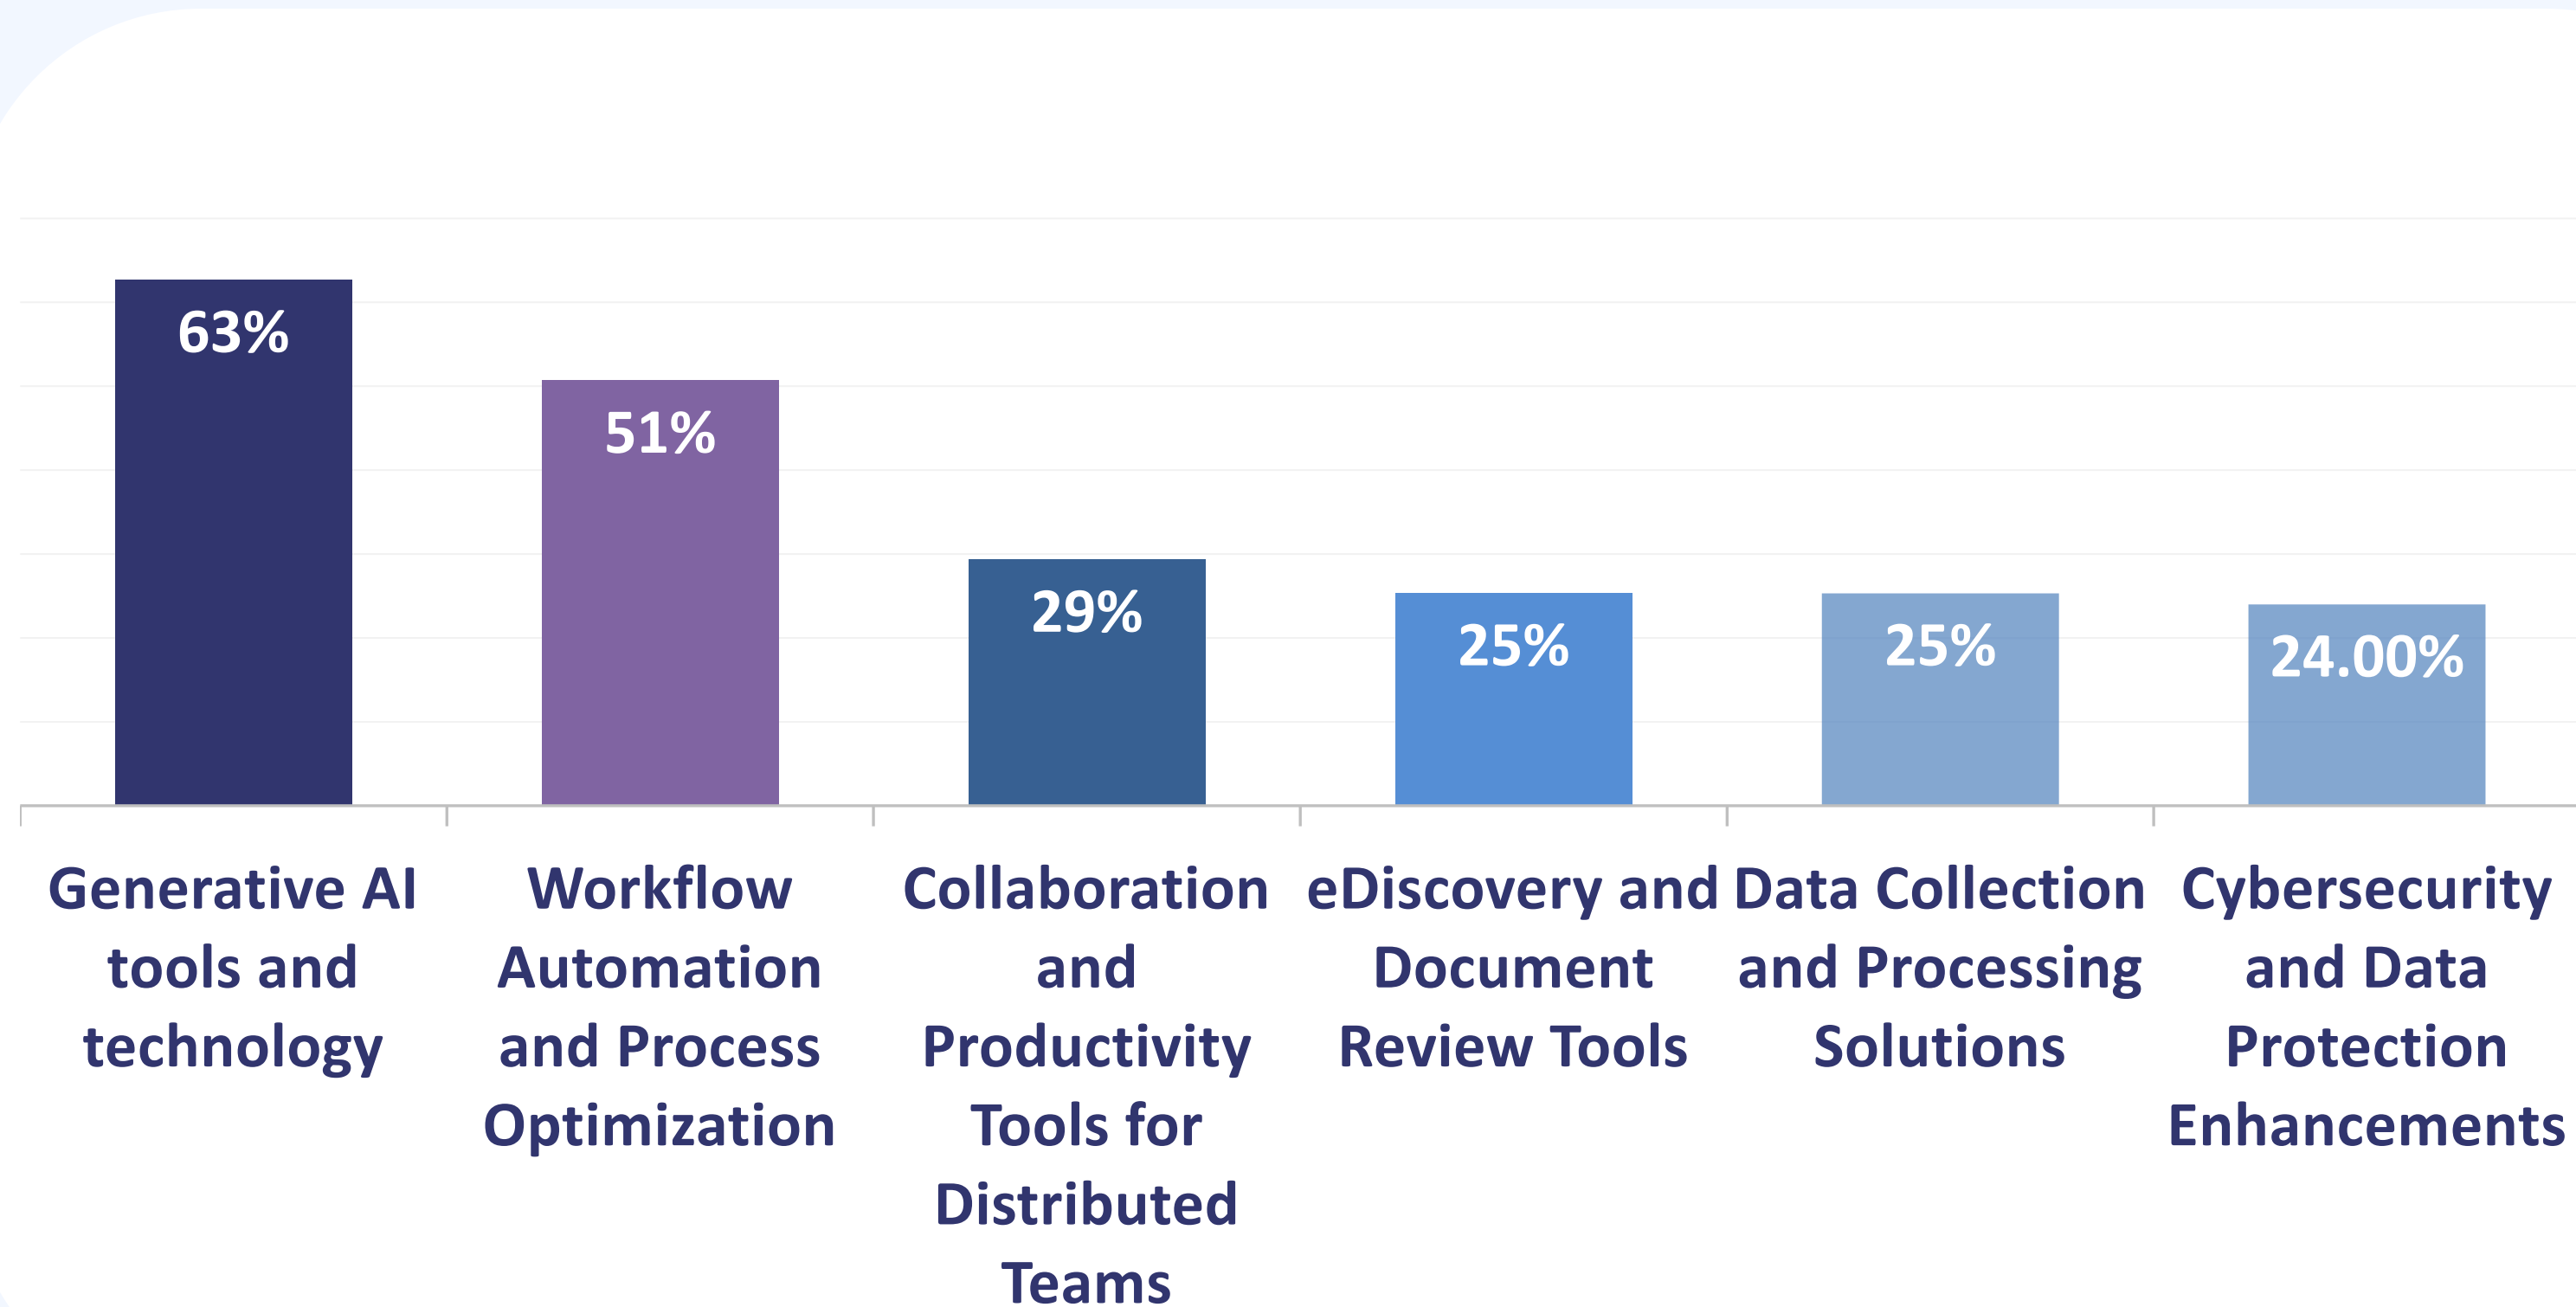 63%
51%
29%
25%
25%
24.00%
Generative AI
tools and
technology
Workflow
Automation
and Process
Optimization
Collaboration
and
Productivity
Tools for
Distributed
Teams
eDiscovery and
Document
Review Tools
Data Collection
and Processing
Solutions
Cybersecurity
and Data
Protection
Enhancements